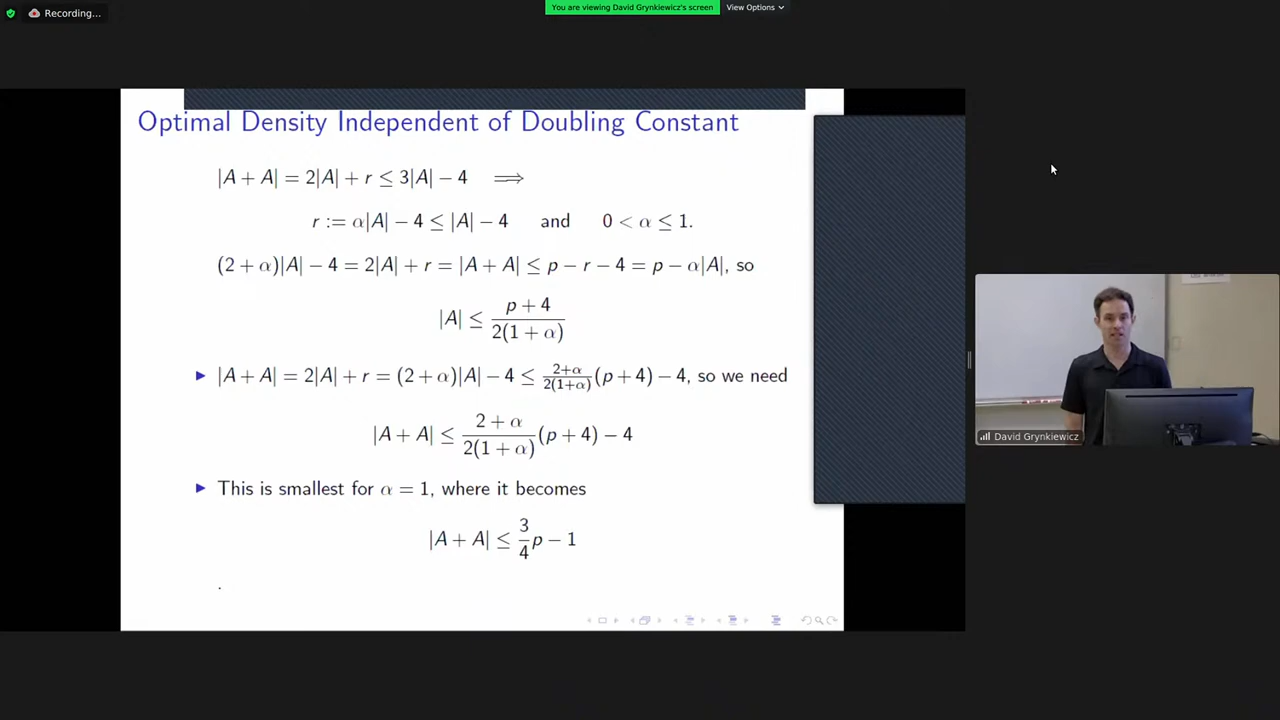 Recording...
You are viewing David Grynkiewicz's screen
View Options
Optimal Density Independent of Doubling Constant
|A + A| = 2|A| + r ≤ 3|A| − 4 ⟹
r := α|A| − 4 ≤ |A| − 4 and 0 < α ≤ 1.
(2 + α)|A| − 4 = 2|A| + r = |A + A| ≤ p − r − 4 = p − α|A|, so
|A| ≤ (p + 4)/(2(1 + α))
▶ |A + A| = 2|A| + r = (2 + α)|A| − 4 ≤ (2+α)/(2(1+α))(p + 4) − 4, so we need
|A + A| ≤ (2 + α)/(2(1 + α))(p + 4) − 4
▶ This is smallest for α = 1, where it becomes
|A + A| ≤ 3/4p − 1
.
David Grynkiewicz